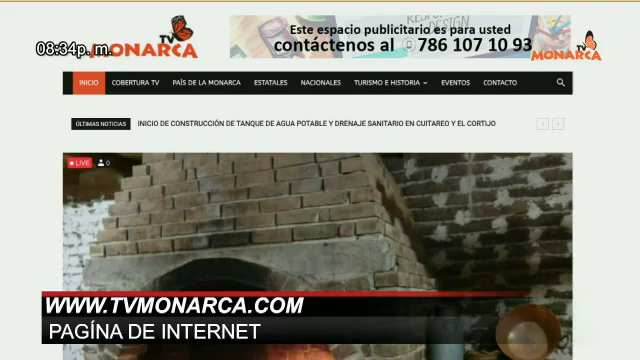 08:34p. m.
TV
MONARCA
Este espacio publicitario es para usted
contáctenos al 786 107 10 93
TV
MONARCA
INICIO COBERTURA TV PAÍS DE LA MONARCA ESTATALES NACIONALES TURISMO E HISTORIA EVENTOS CONTACTO
ÚLTIMAS NOTICIAS INICIO DE CONSTRUCCIÓN DE TANQUE DE AGUA POTABLE Y DRENAJE SANITARIO EN CUITAREO Y EL CORTIJO
LIVE 0
WWW.TVMONARCA.COM
PAGÍNA DE INTERNET